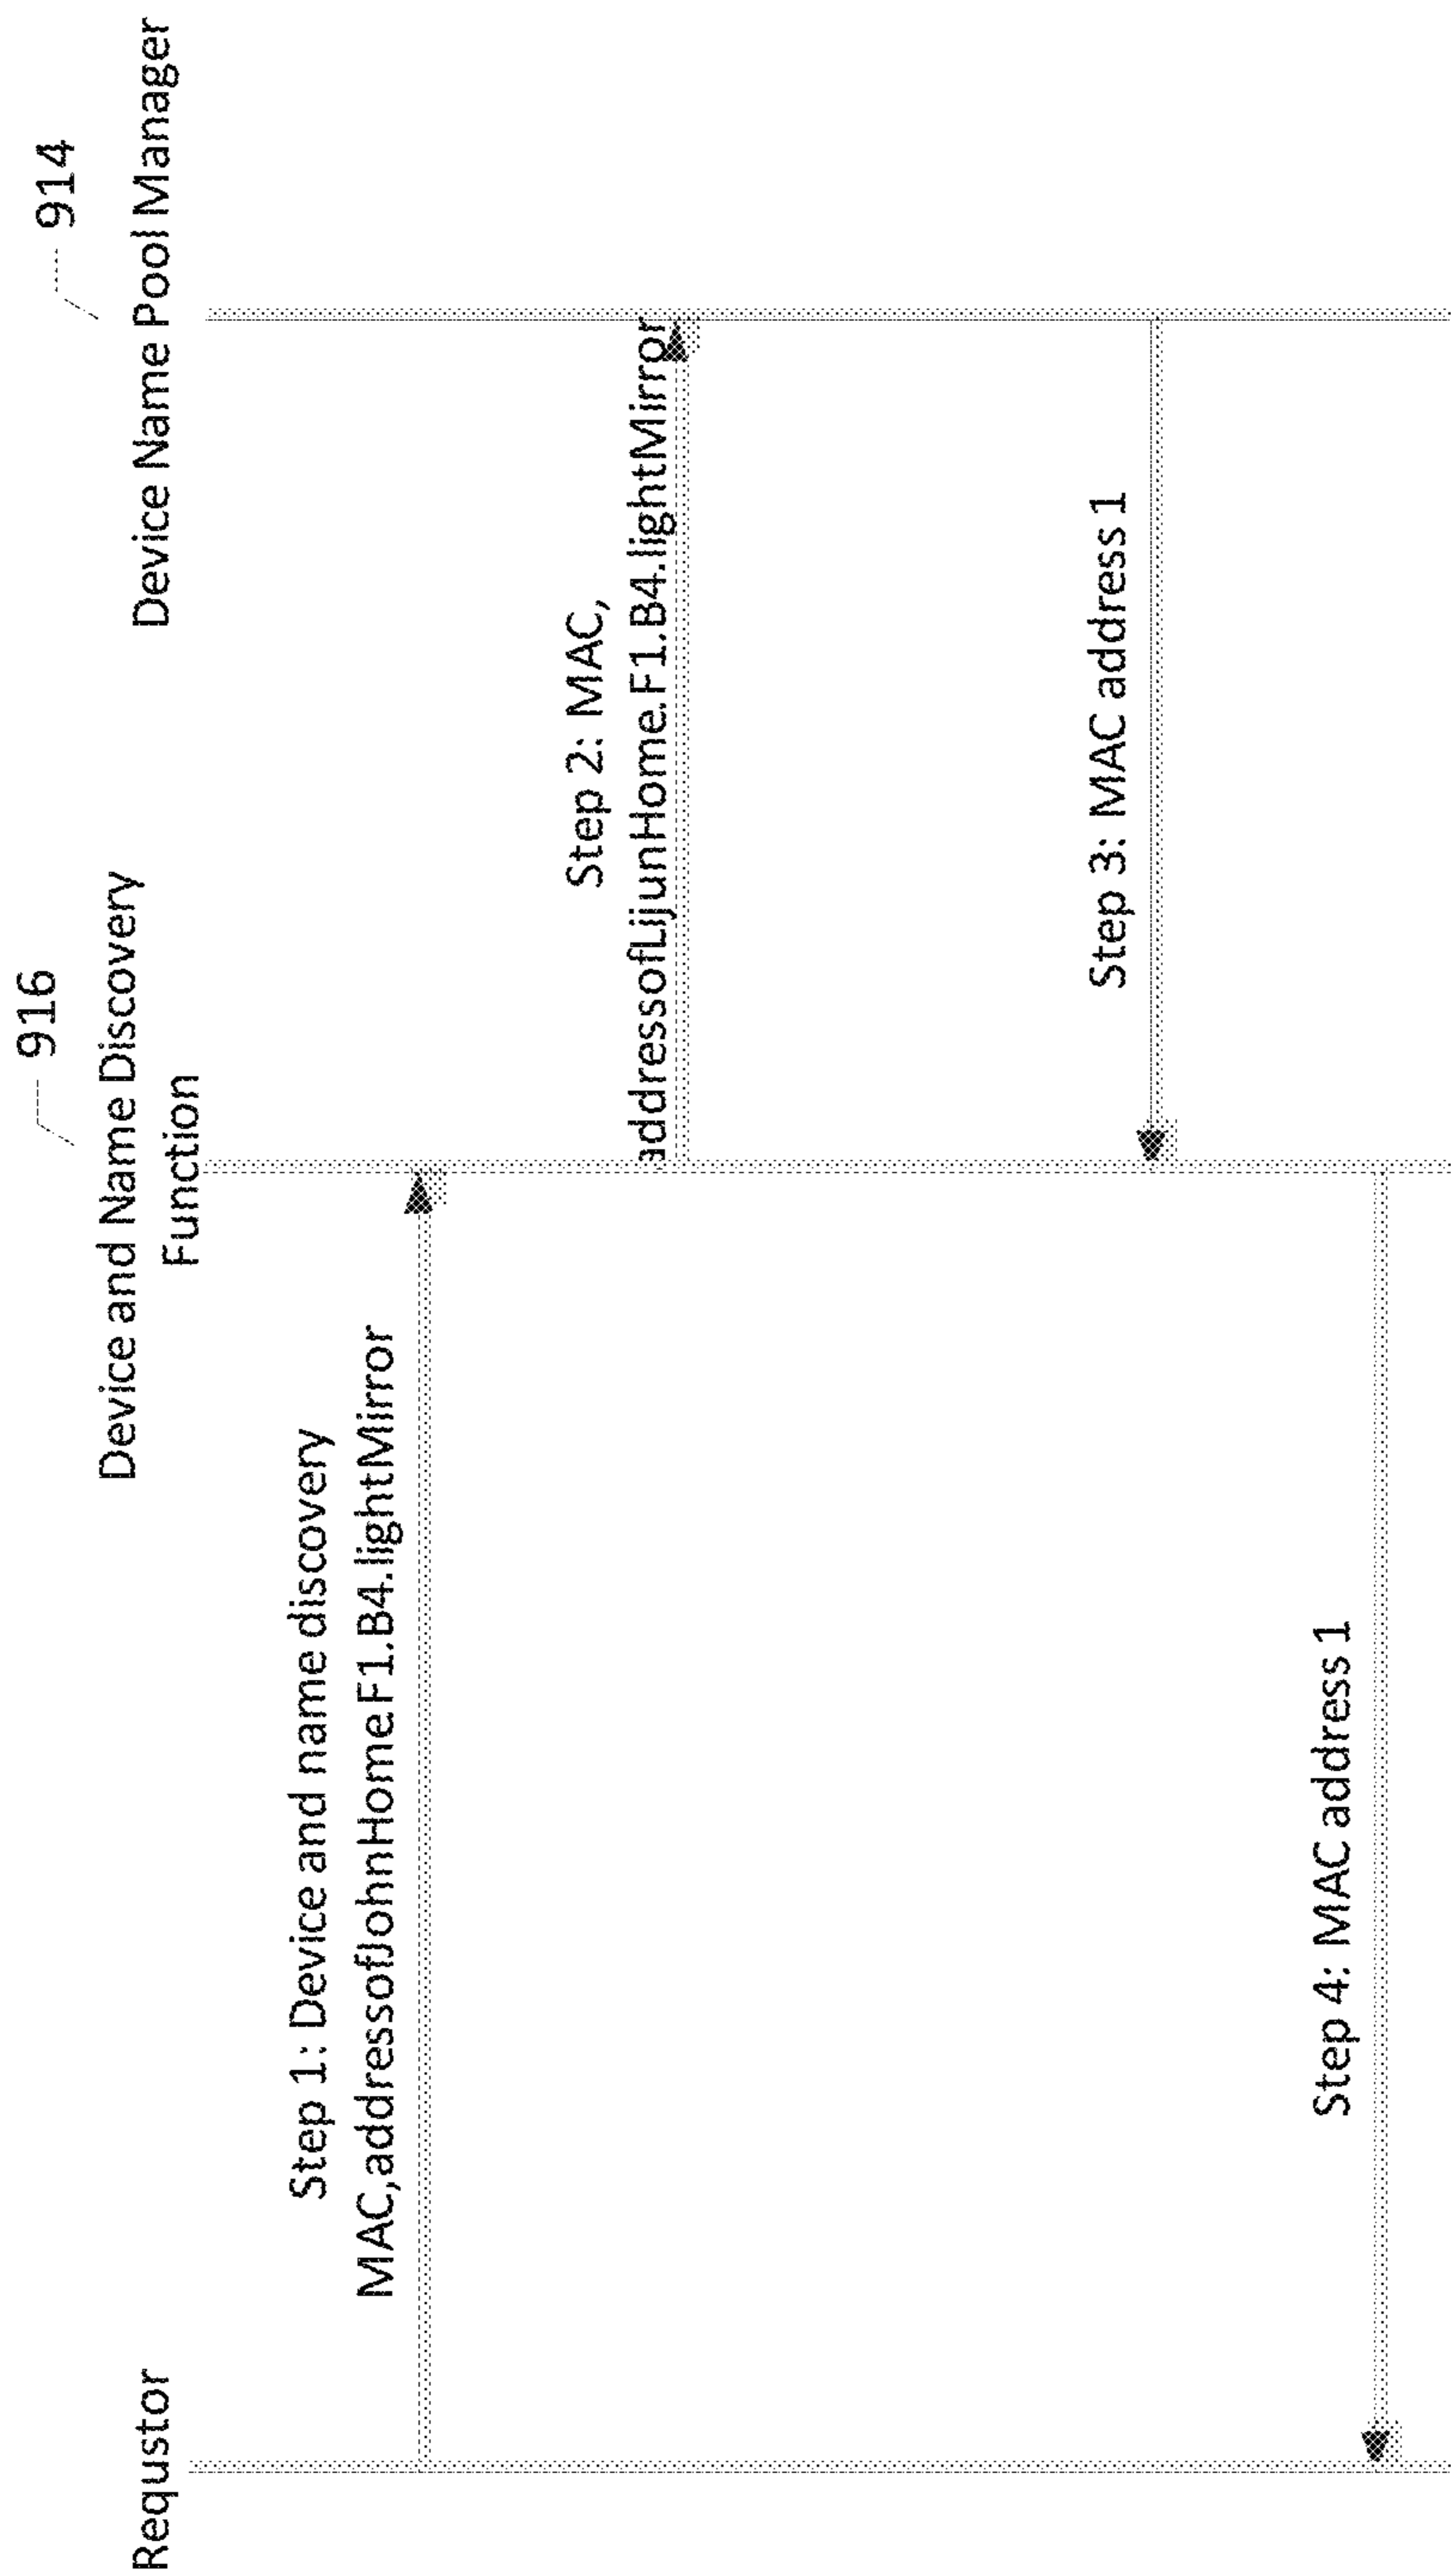 Requstor
916
Device and Name Discovery
Function
914
Device Name Pool Manager
Step 1: Device and name discovery
MAC,addressofJohnHome.F1.B4.lightMirror
Step 2: MAC,
addressofLijunHome.F1.B4.lightMirror
Step 3: MAC address 1
Step 4: MAC address 1